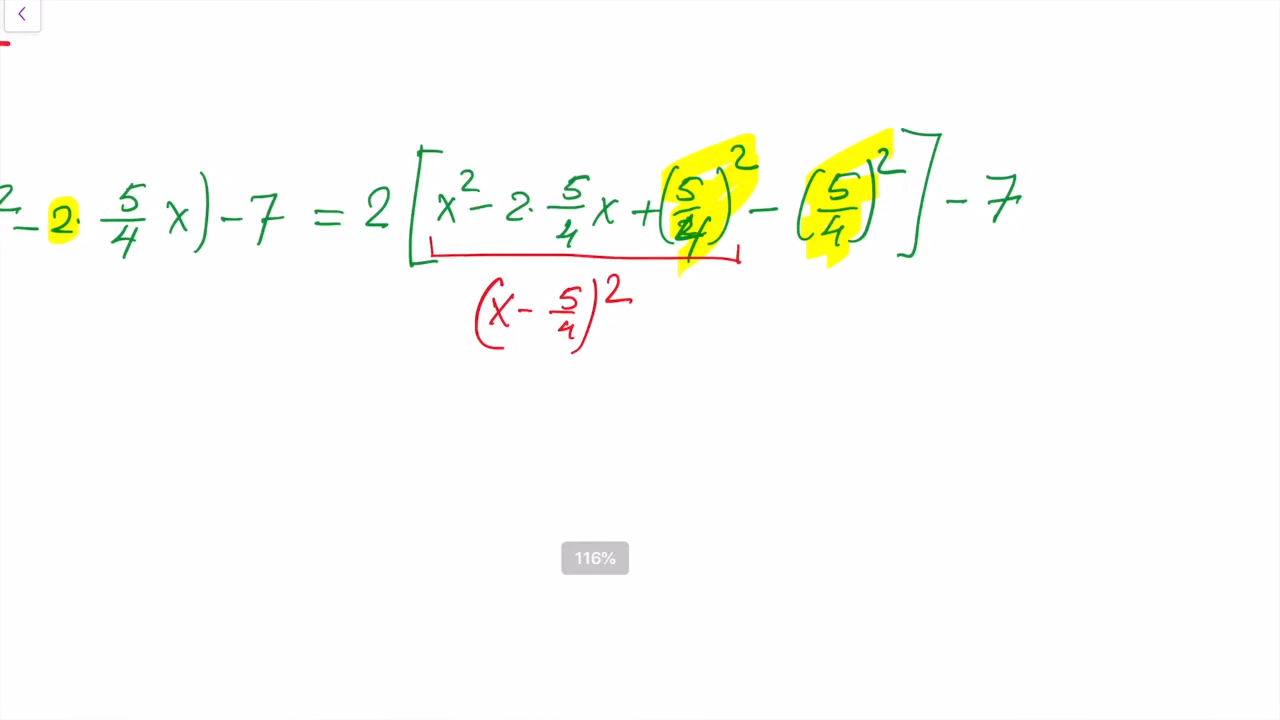 2 - 2 · 5/4 x) - 7 = 2 [x² - 2 · 5/4 x + (5/4)² - (5/4)²] - 7
(x - 5/4)²
116%